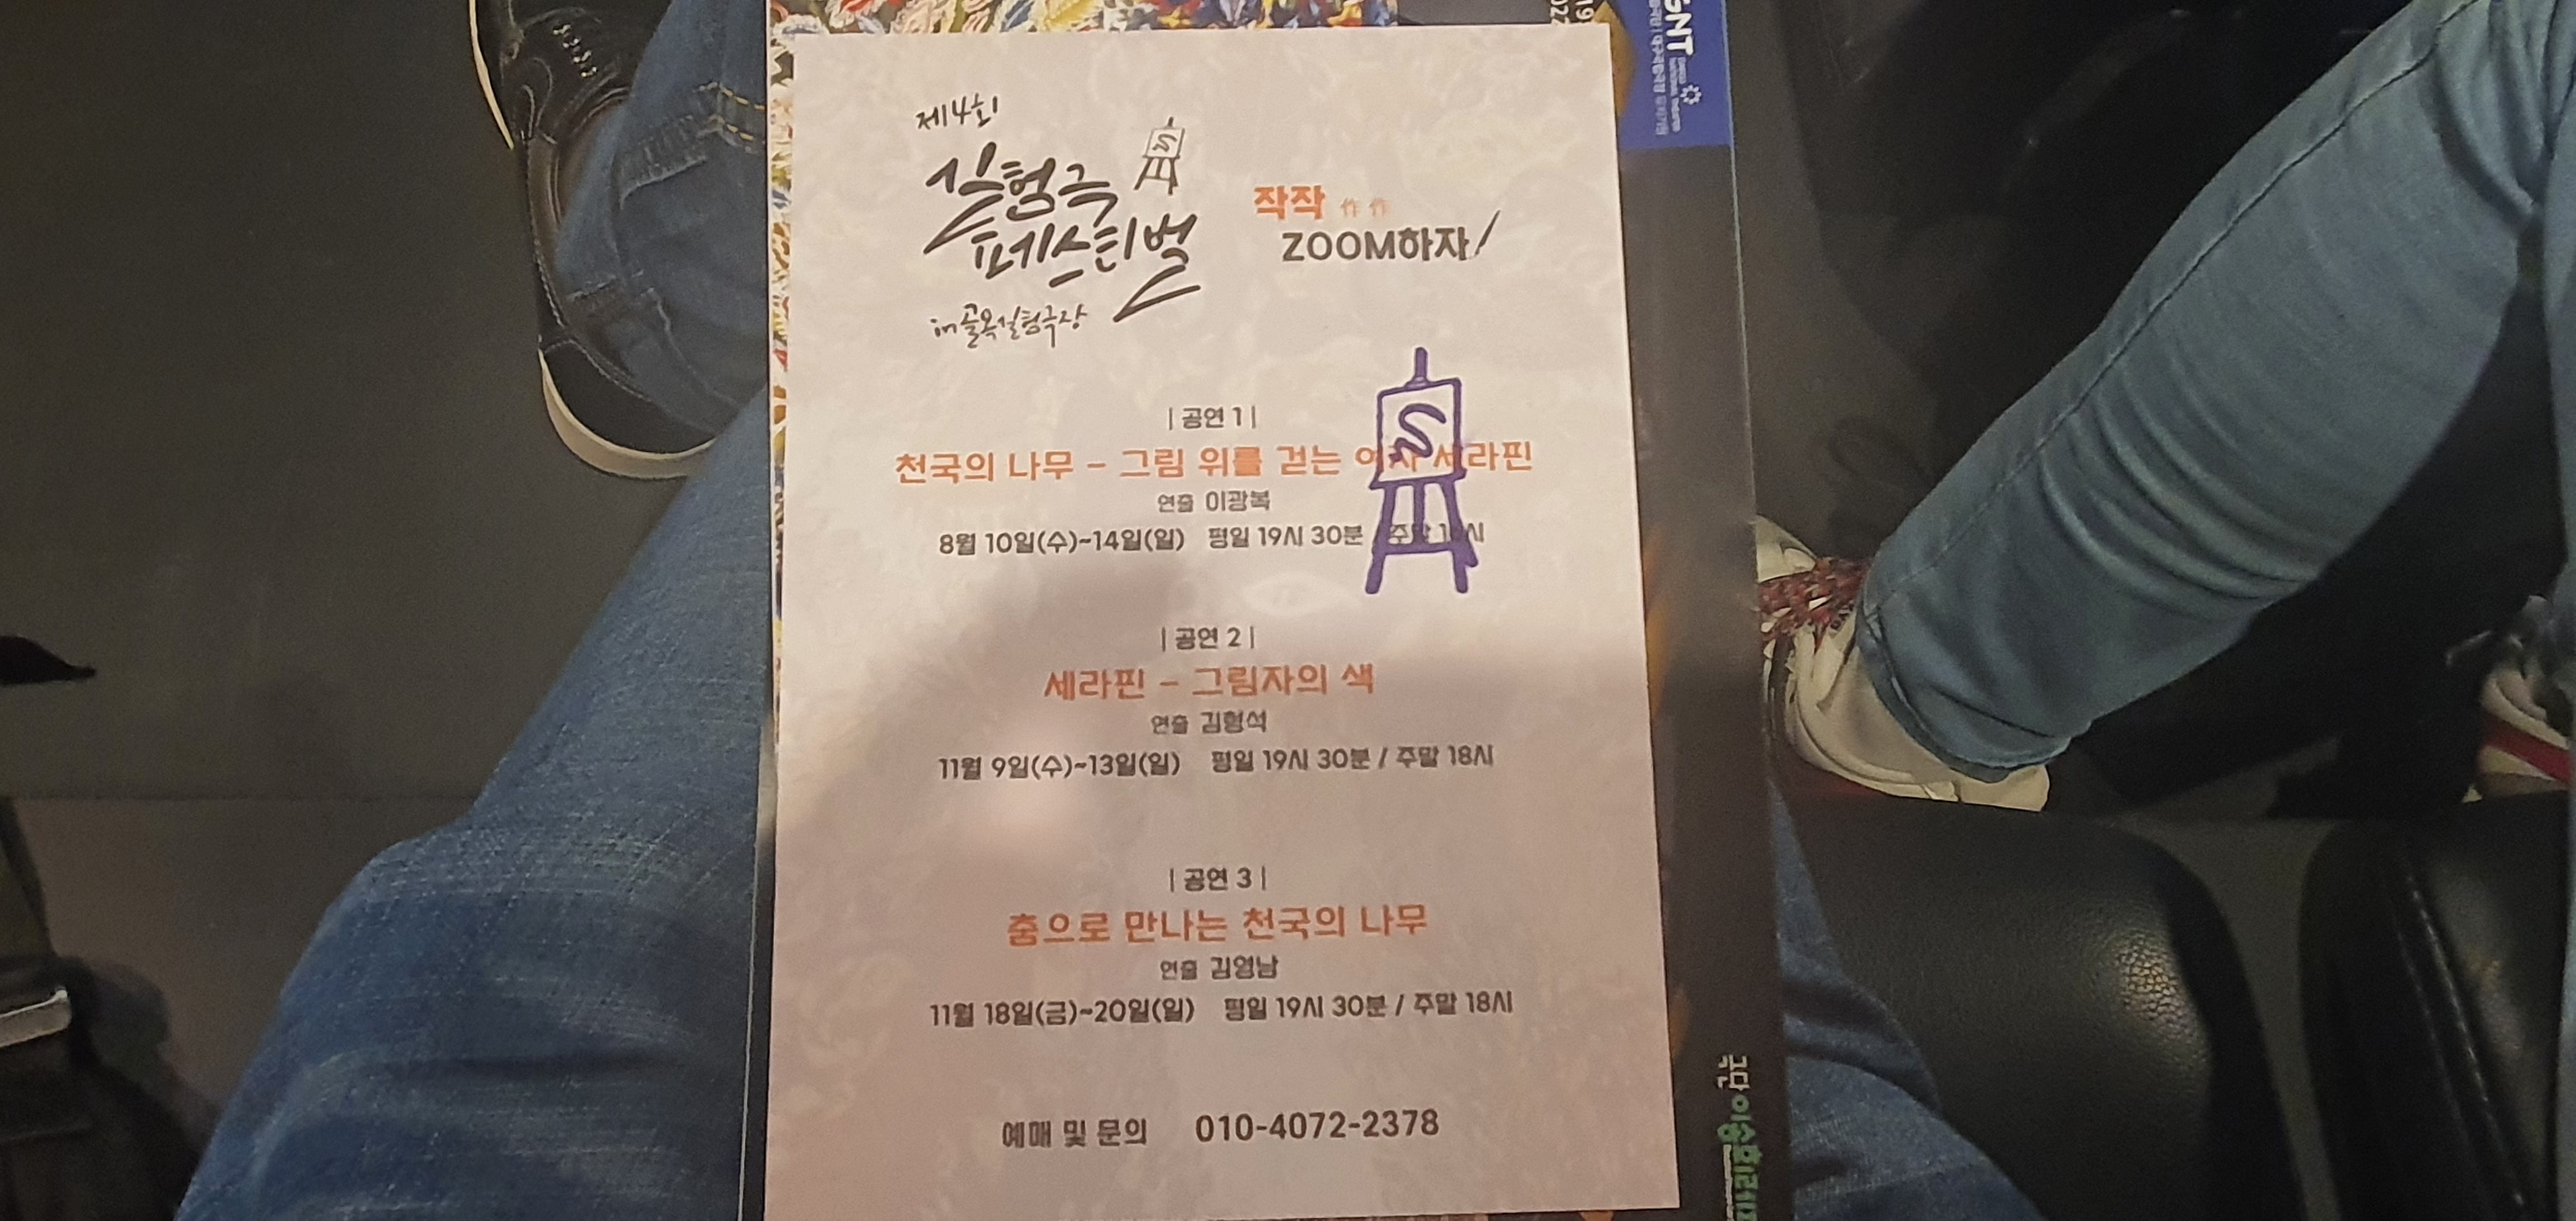 제4회
실험극
페스티벌
in 골목실험극장
작작 作作
ZOOM하자!
| 공연 1 |
천국의 나무 - 그림 위를 걷는 여자 세라핀
연출 이광복
8월 10일(수)~14일(일) 평일 19시 30분 / 주말 18시
| 공연 2 |
세라핀 - 그림자의 색
연출 김형석
11월 9일(수)~13일(일) 평일 19시 30분 / 주말 18시
| 공연 3 |
춤으로 만나는 천국의 나무
연출 김영남
11월 18일(금)~20일(일) 평일 19시 30분 / 주말 18시
예매 및 문의 010-4072-2378
극단